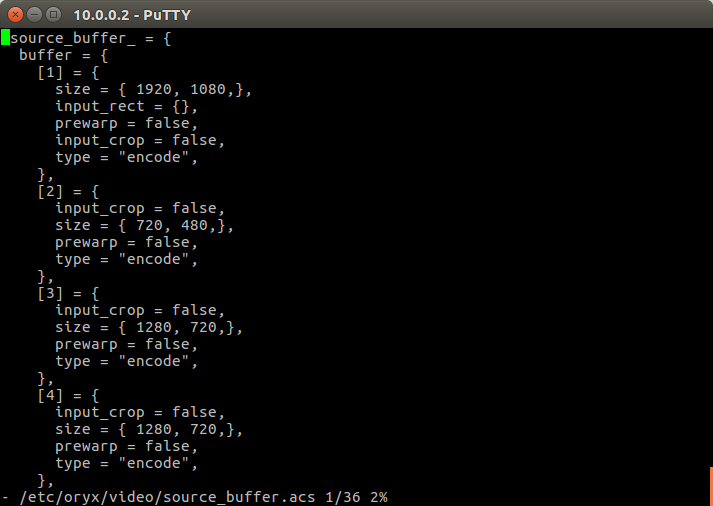 10.0.0.2 - PuTTY
source_buffer_ = {
  buffer = {
    [1] = {
      size = { 1920, 1080,},
      input_rect = {},
      prewarp = false,
      input_crop = false,
      type = "encode",
    },
    [2] = {
      input_crop = false,
      size = { 720, 480,},
      prewarp = false,
      type = "encode",
    },
    [3] = {
      input_crop = false,
      size = { 1280, 720,},
      prewarp = false,
      type = "encode",
    },
    [4] = {
      input_crop = false,
      size = { 1280, 720,},
      prewarp = false,
      type = "encode",
    },
- /etc/oryx/video/source_buffer.acs 1/36 2%